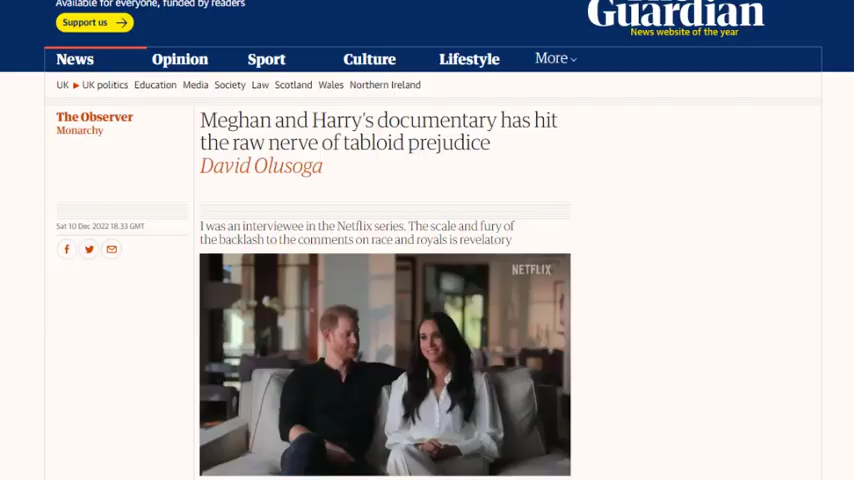 Available for everyone, funded by readers
Support us →
The
Guardian
News website of the year
News Opinion Sport Culture Lifestyle More
UK ▶ UK politics Education Media Society Law Scotland Wales Northern Ireland
The Observer
Monarchy
Meghan and Harry's documentary has hit
the raw nerve of tabloid prejudice
David Olusoga
Sat 10 Dec 2022 18.33 GMT
I was an interviewee in the Netflix series. The scale and fury of
the backlash to the comments on race and royals is revelatory
NETFLIX